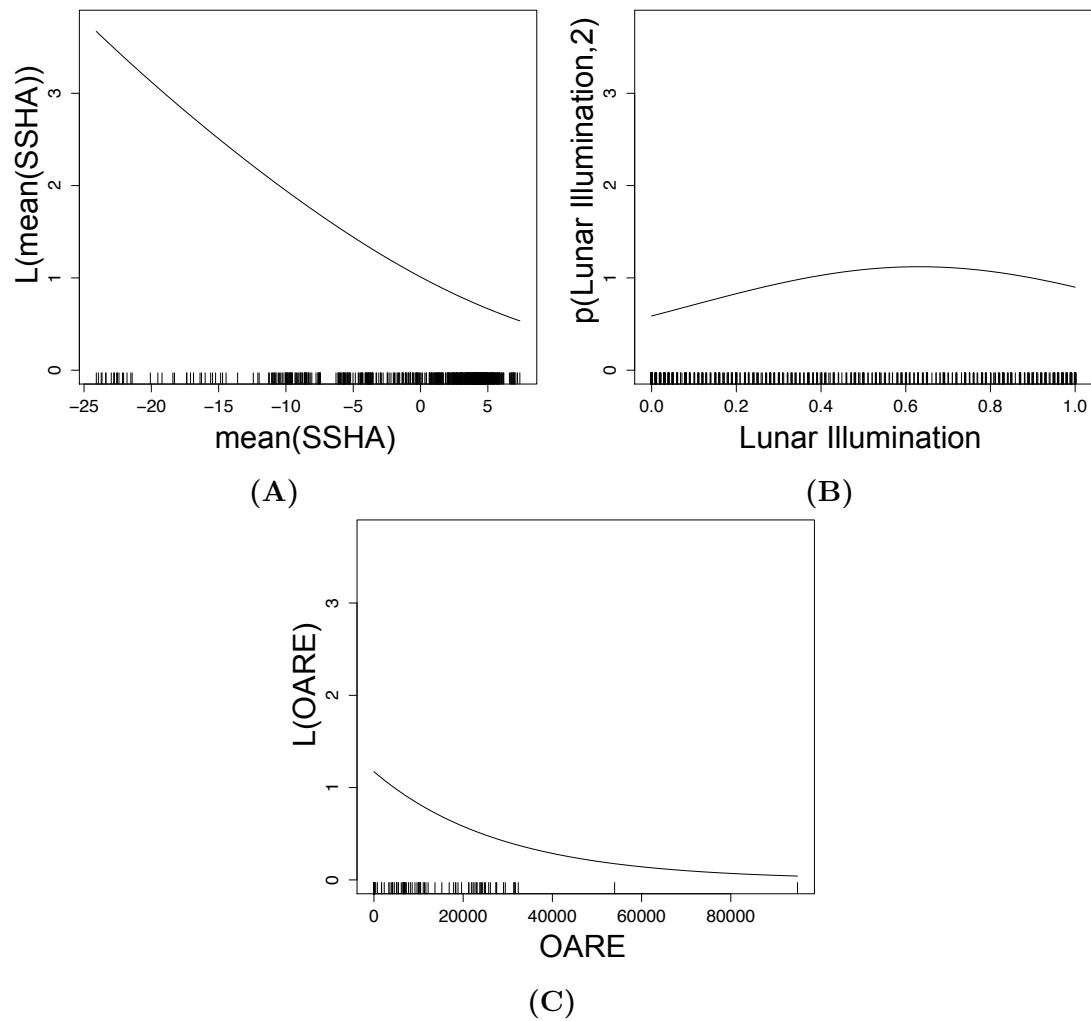 L(mean(SSHA))
3
2
1
0
−25 −20 −15 −10 −5 0 5
mean(SSHA)
(A)
p(Lunar Illumination,2)
3
2
1
0
0.0 0.2 0.4 0.6 0.8 1.0
Lunar Illumination
(B)
L(OARE)
3
2
1
0
0 20000 40000 60000 80000
OARE
(C)